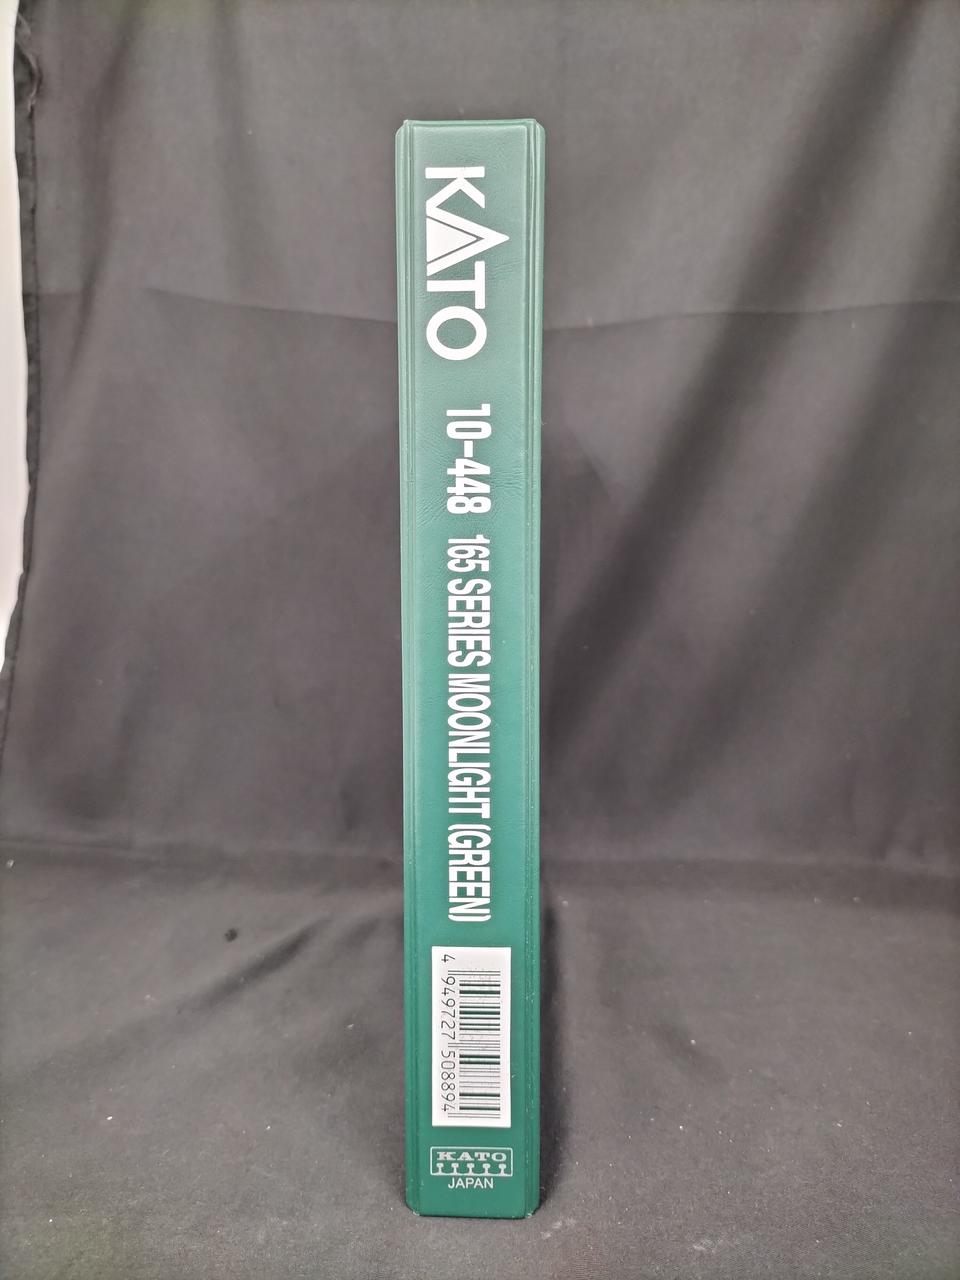 KATO
10-448 165 SERIES MOONLIGHT (GREEN)
4 949727 508894
KATO
JAPAN